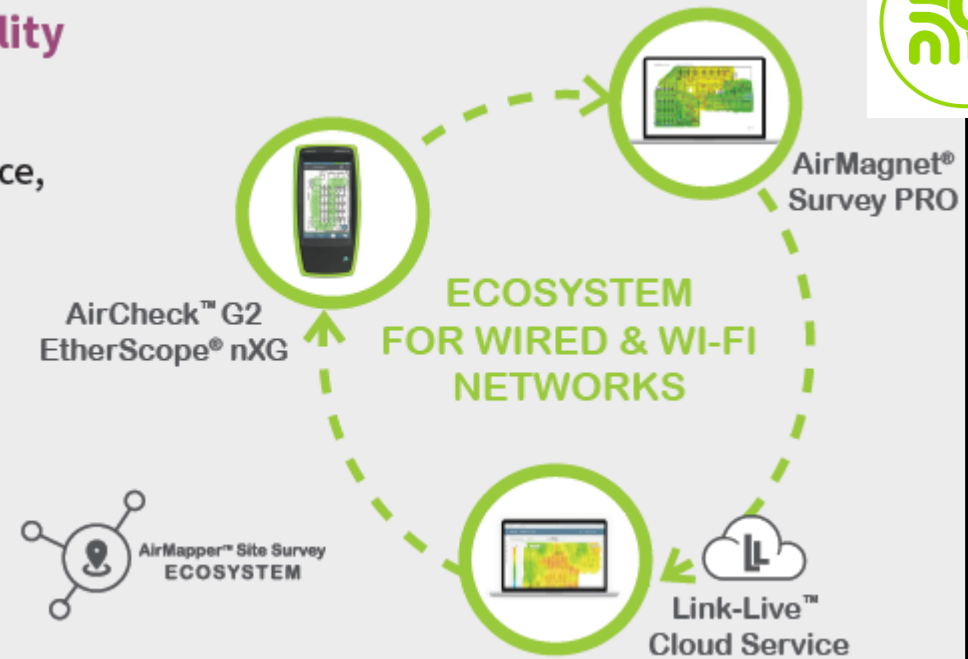 lity
ce,
AirMagnet®
Survey PRO
AirCheck™ G2
EtherScope® nXG
ECOSYSTEM
FOR WIRED & WI-FI
NETWORKS
AirMapper™ Site Survey
ECOSYSTEM
LL
Link-Live™
Cloud Service